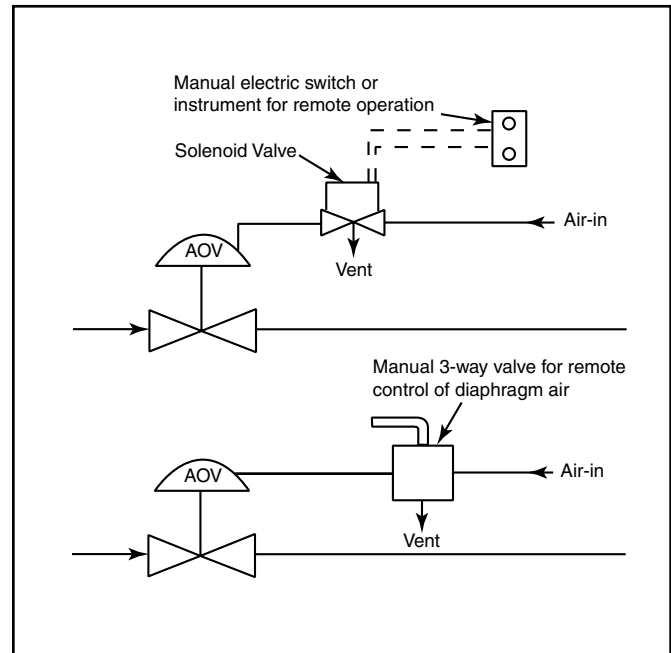 Manual electric switch or
instrument for remote operation
Solenoid Valve
Air-in
AOV
Vent
Manual 3-way valve for remote
control of diaphragm air
AOV
Air-in
Vent